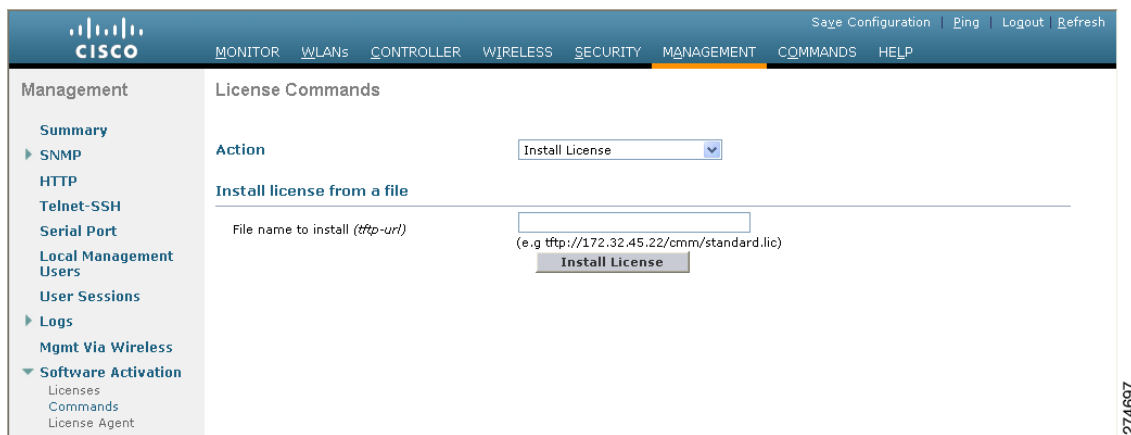 Save Configuration | Ping | Logout | Refresh
CISCO
MONITOR WLANs CONTROLLER WIRELESS SECURITY MANAGEMENT COMMANDS HELP
Management
Summary
SNMP
HTTP
Telnet-SSH
Serial Port
Local Management
Users
User Sessions
Logs
Mgmt Via Wireless
Software Activation
Licenses
Commands
License Agent
License Commands
Action Install License
Install license from a file
File name to install (tftp-url)
(e.g tftp://172.32.45.22/cmm/standard.lic)
Install License
274697